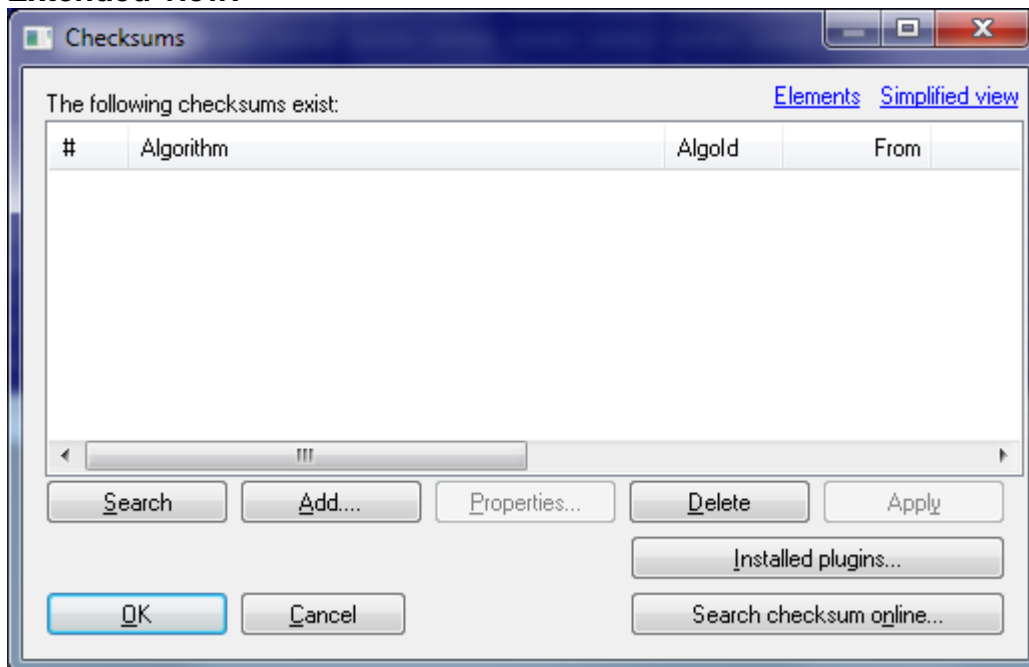 Checksums
The following checksums exist: Elements Simplified view
# Algorithm AlgoId From
Search Add.... Properties... Delete Apply
Installed plugins...
OK Cancel Search checksum online...